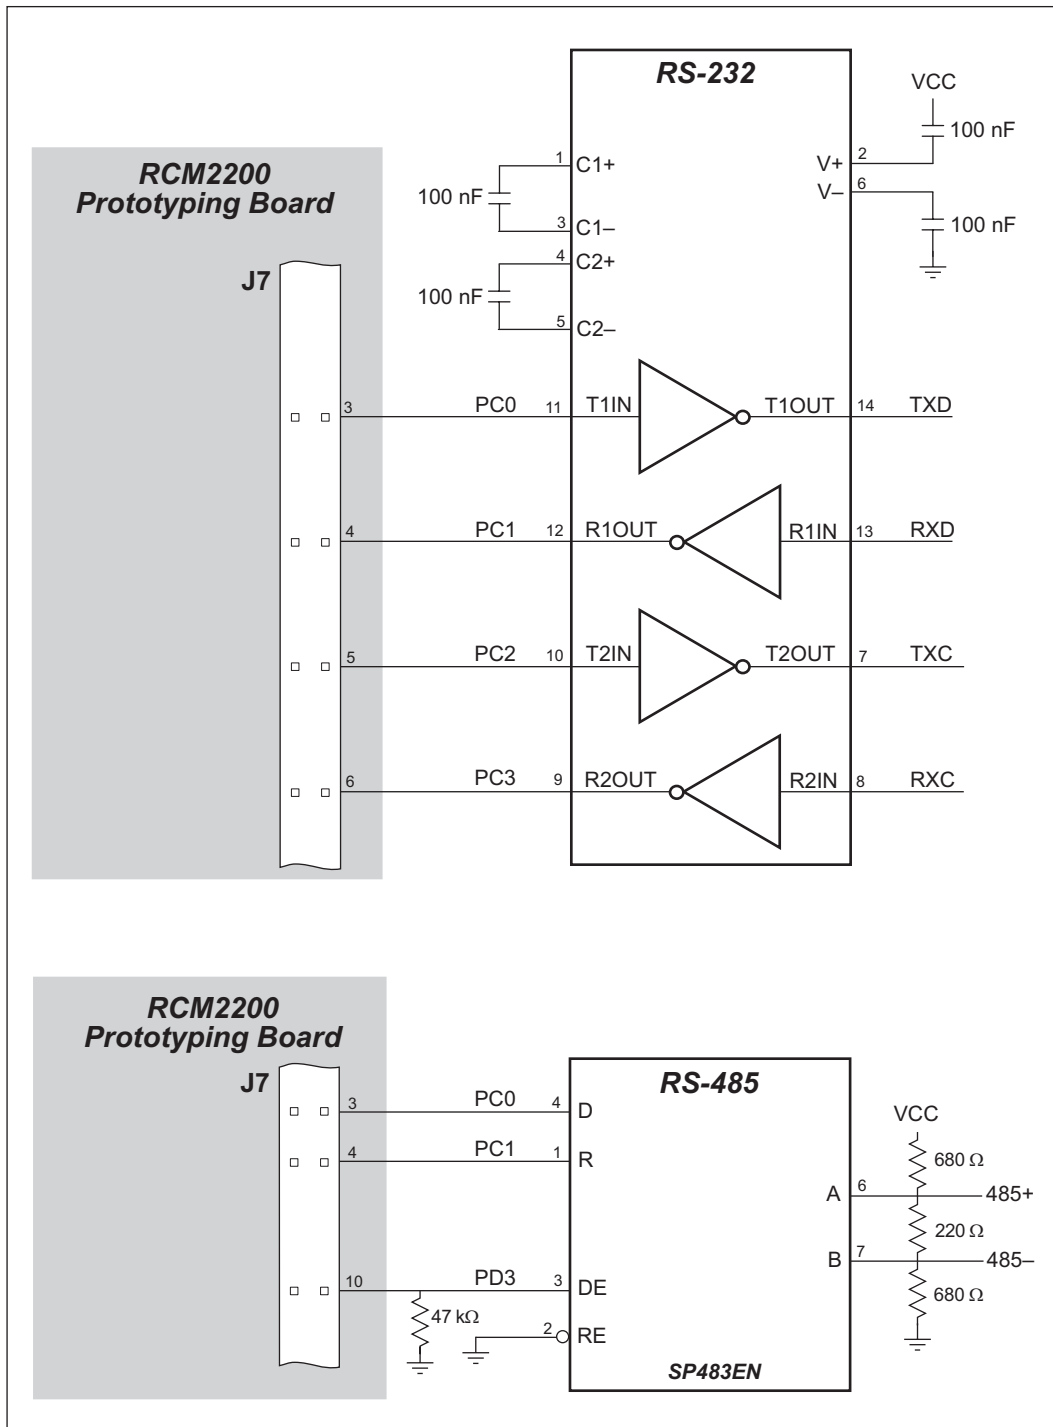 RS-232
VCC
100 nF
RCM2200
Prototyping Board
J7
1 C1+
100 nF
3 C1–
4 C2+
100 nF
5 C2–
V+ 2
V– 6
100 nF
3 PC0 11 T1IN T1OUT 14 TXD
4 PC1 12 R1OUT R1IN 13 RXD
5 PC2 10 T2IN T2OUT 7 TXC
6 PC3 9 R2OUT R2IN 8 RXC
RCM2200
Prototyping Board
J7
RS-485
3 PC0 4 D
4 PC1 1 R
10 PD3 3 DE
47 kΩ
2 RE
VCC
680 Ω
A 6 485+
220 Ω
B 7 485–
680 Ω
SP483EN